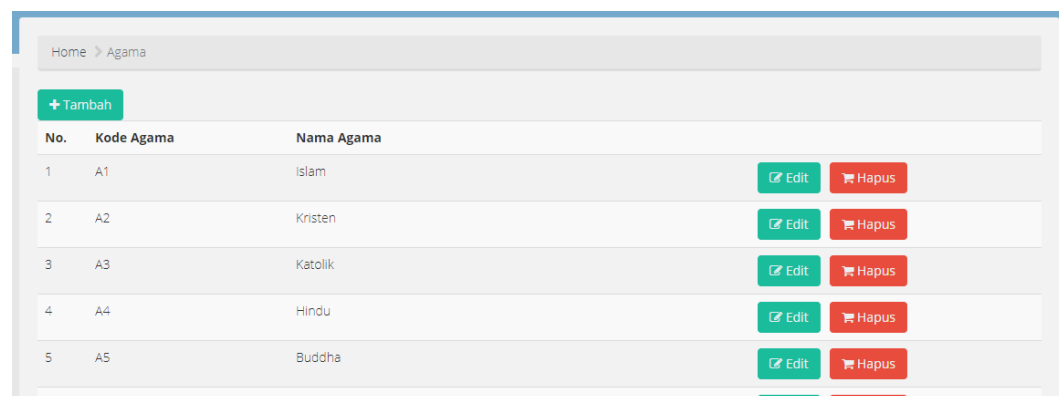 Home > Agama
+ Tambah
No. Kode Agama Nama Agama
1 A1 Islam Edit Hapus
2 A2 Kristen Edit Hapus
3 A3 Katolik Edit Hapus
4 A4 Hindu Edit Hapus
5 A5 Buddha Edit Hapus